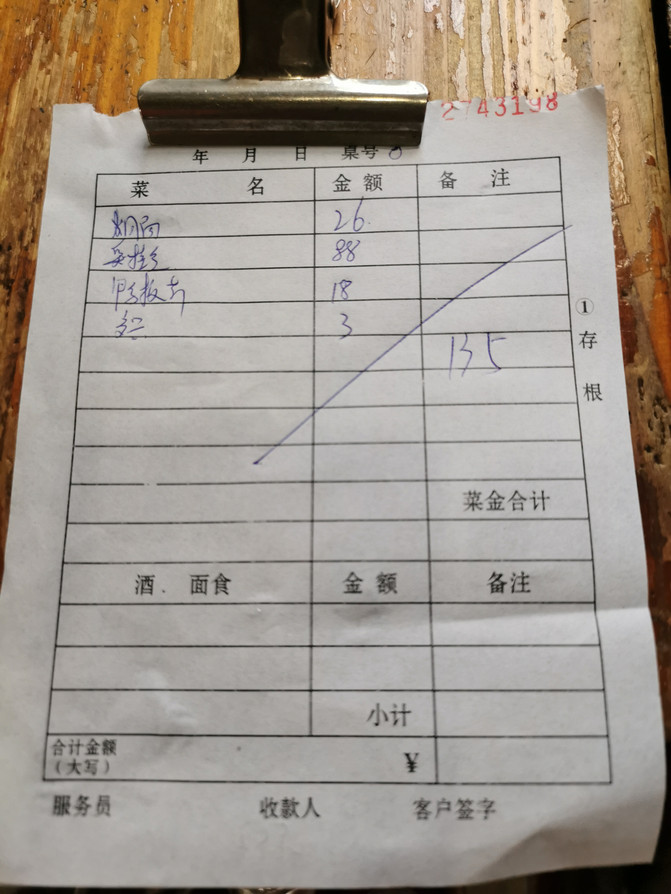 2743198
年 月 日 桌号 8
菜 名 金额 备注
26.
88
18
3
135
①存根
菜金合计
酒、面食 金额 备注
小计
合计金额
(大写) ¥
服务员 收款人 客户签字